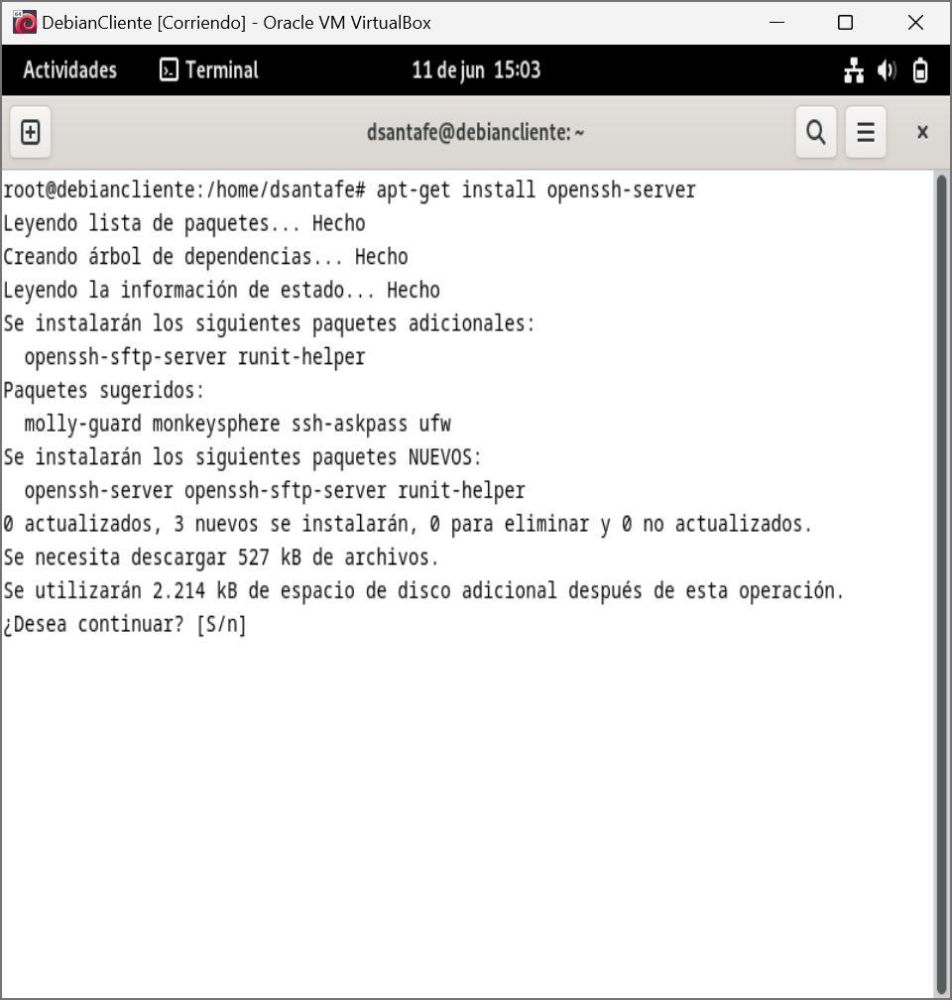 DebianCliente [Corriendo] - Oracle VM VirtualBox
Actividades Terminal 11 de jun 15:03
dsantafe@debiancliente: ~
root@debiancliente:/home/dsantafe# apt-get install openssh-server
Leyendo lista de paquetes... Hecho
Creando árbol de dependencias... Hecho
Leyendo la información de estado... Hecho
Se instalarán los siguientes paquetes adicionales:
  openssh-sftp-server runit-helper
Paquetes sugeridos:
  molly-guard monkeysphere ssh-askpass ufw
Se instalarán los siguientes paquetes NUEVOS:
  openssh-server openssh-sftp-server runit-helper
0 actualizados, 3 nuevos se instalarán, 0 para eliminar y 0 no actualizados.
Se necesita descargar 527 kB de archivos.
Se utilizarán 2.214 kB de espacio de disco adicional después de esta operación.
¿Desea continuar? [S/n]